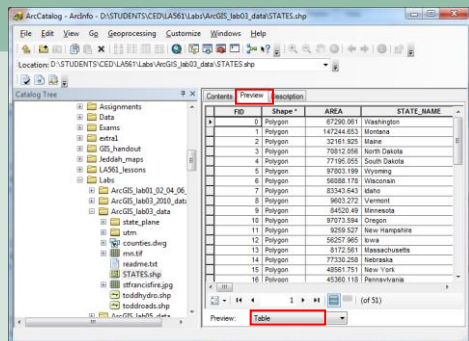 ArcCatalog - ArcInfo - D:\STUDENTS\CED\LA561\Labs\ArcGIS_lab03_data\STATES.shp
File Edit View Go Geoprocessing Customize Windows Help
Location: D:\STUDENTS\CED\LA561\Labs\ArcGIS_lab03_data\STATES.shp
Catalog Tree
Assignments
Data
Exams
extra1
GIS_handout
Jeddah_maps
LA561_lessons
Labs
ArcGIS_lab01_02_04_06_
ArcGIS_lab03_2010_data
ArcGIS_lab03_data
state_plane
utm
counties.dwg
mn.tif
readme.txt
STATES.shp
stfrancisfire.jpg
toddhydro.shp
toddroads.shp
ArcGIS_lab05_data
Contents Preview Description
FID Shape * AREA STATE_NAME
0 Polygon 67290.061 Washington
1 Polygon 147244.653 Montana
2 Polygon 32161.925 Maine
3 Polygon 70812.056 North Dakota
4 Polygon 77195.055 South Dakota
5 Polygon 97803.199 Wyoming
6 Polygon 56088.178 Wisconsin
7 Polygon 83343.643 Idaho
8 Polygon 9603.272 Vermont
9 Polygon 84520.49 Minnesota
10 Polygon 97073.594 Oregon
11 Polygon 9259.527 New Hampshire
12 Polygon 56257.965 Iowa
13 Polygon 8172.561 Massachusetts
14 Polygon 77330.258 Nebraska
15 Polygon 48561.751 New York
16 Polygon 45360.118 Pennsylvania
1 (of 51)
Preview: Table